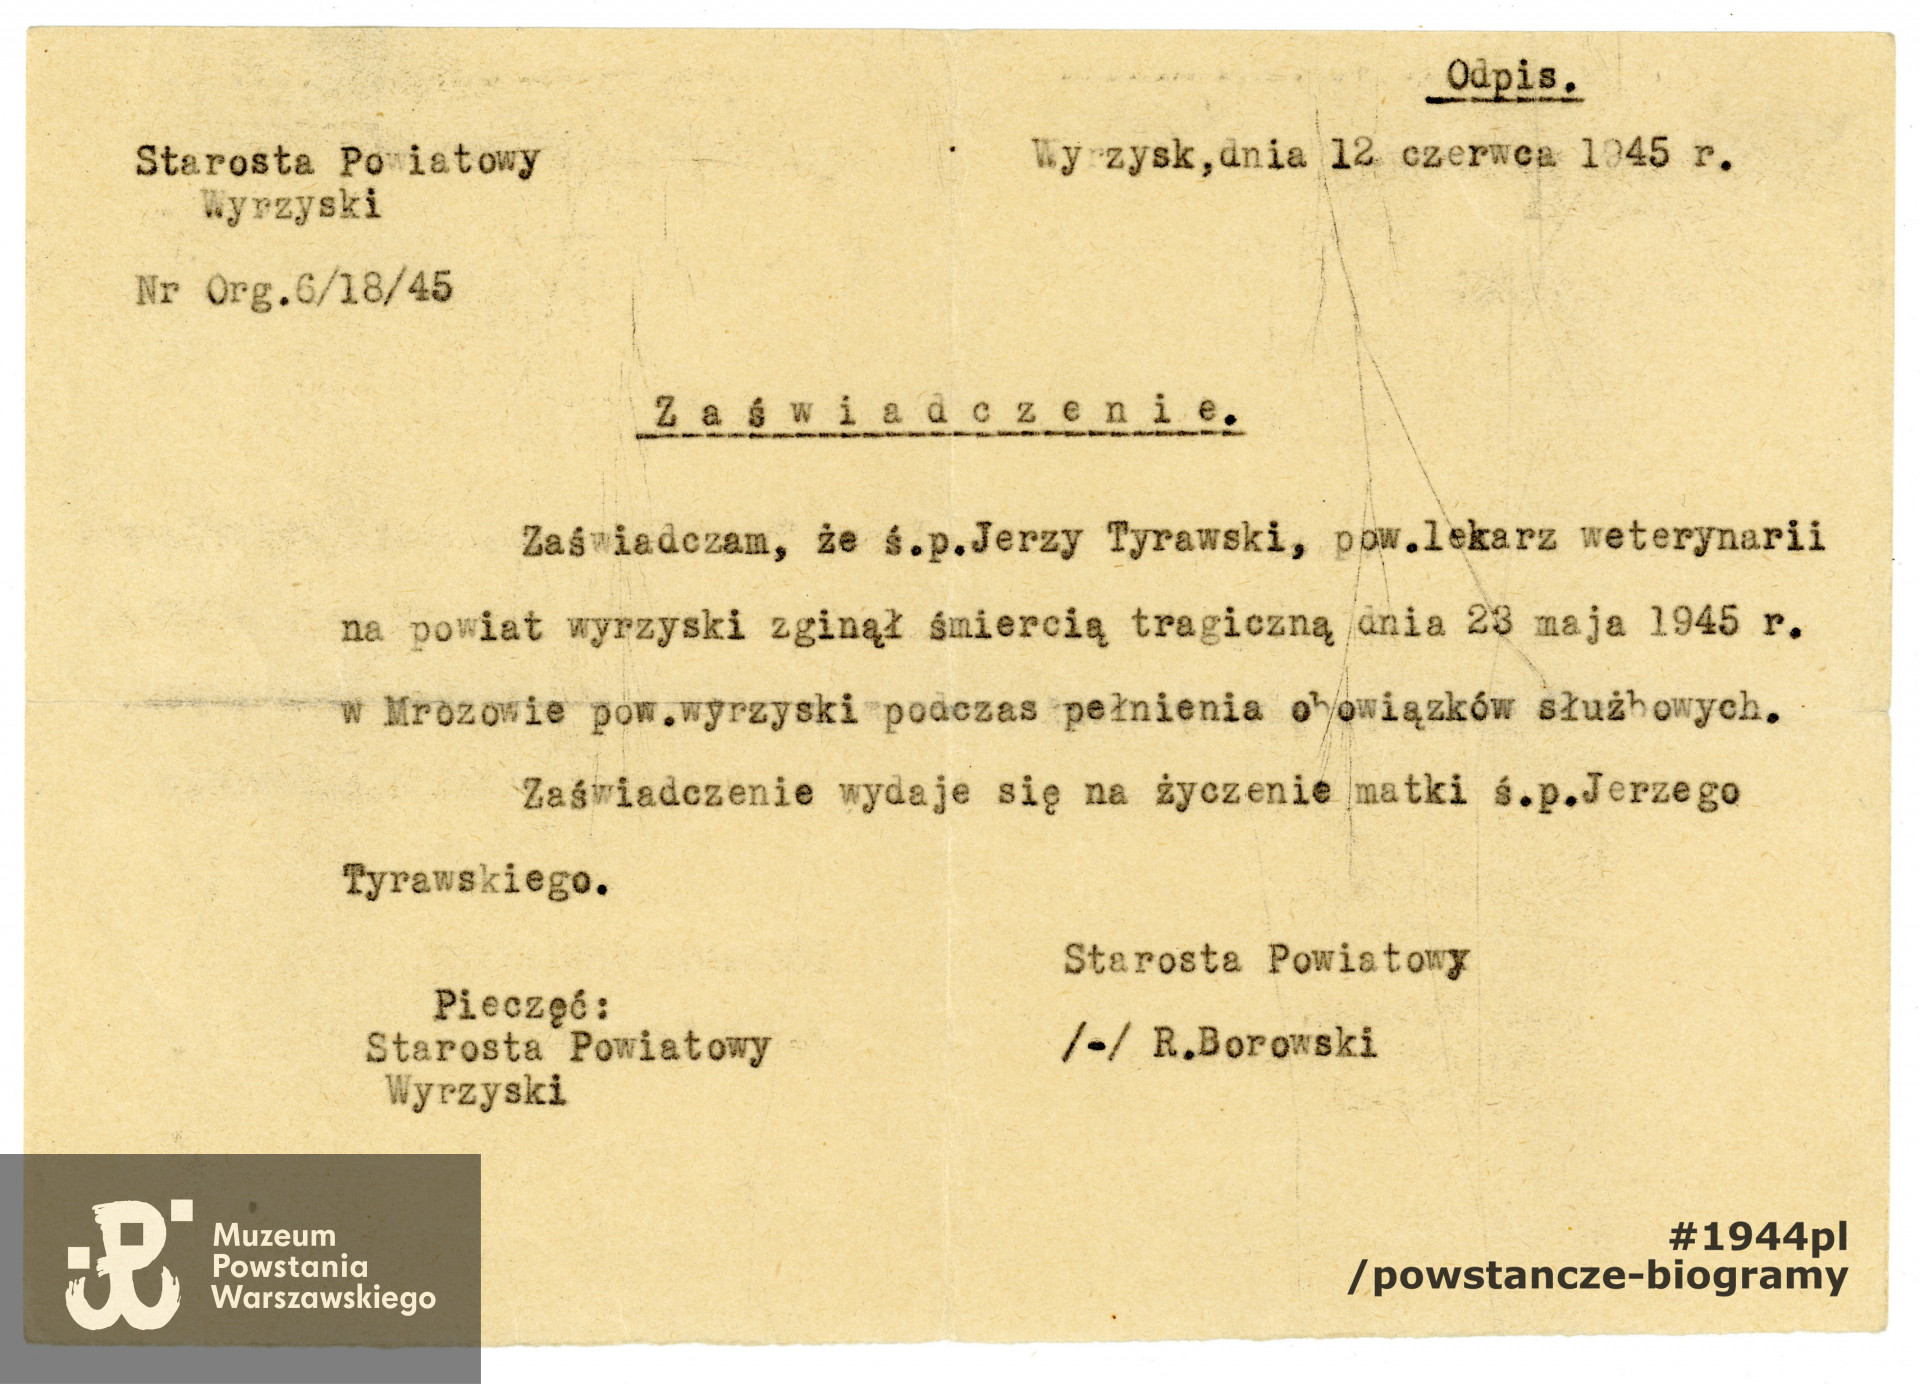 Odpis.
Starosta Powiatowy
Wyrzyski
Wyrzysk,dnia 12 czerwca 1945 r.
Nr Org.6/18/45
Zaświadczenie.
Zaświadczam, że ś.p.Jerzy Tyrawski, pow.lekarz weterynarii
na powiat wyrzyski zginął śmiercią tragiczną dnia 23 maja 1945 r.
w Mrozowie pow.wyrzyski podczas pełnienia obowiązków służbowych.
Zaświadczenie wydaje się na życzenie matki ś.p.Jerzego
Tyrawskiego.
Starosta Powiatowy
/-/ R.Borowski
Pieczęć:
Starosta Powiatowy
Wyrzyski
Muzeum
Powstania
Warszawskiego
#1944pl
/powstancze-biogramy